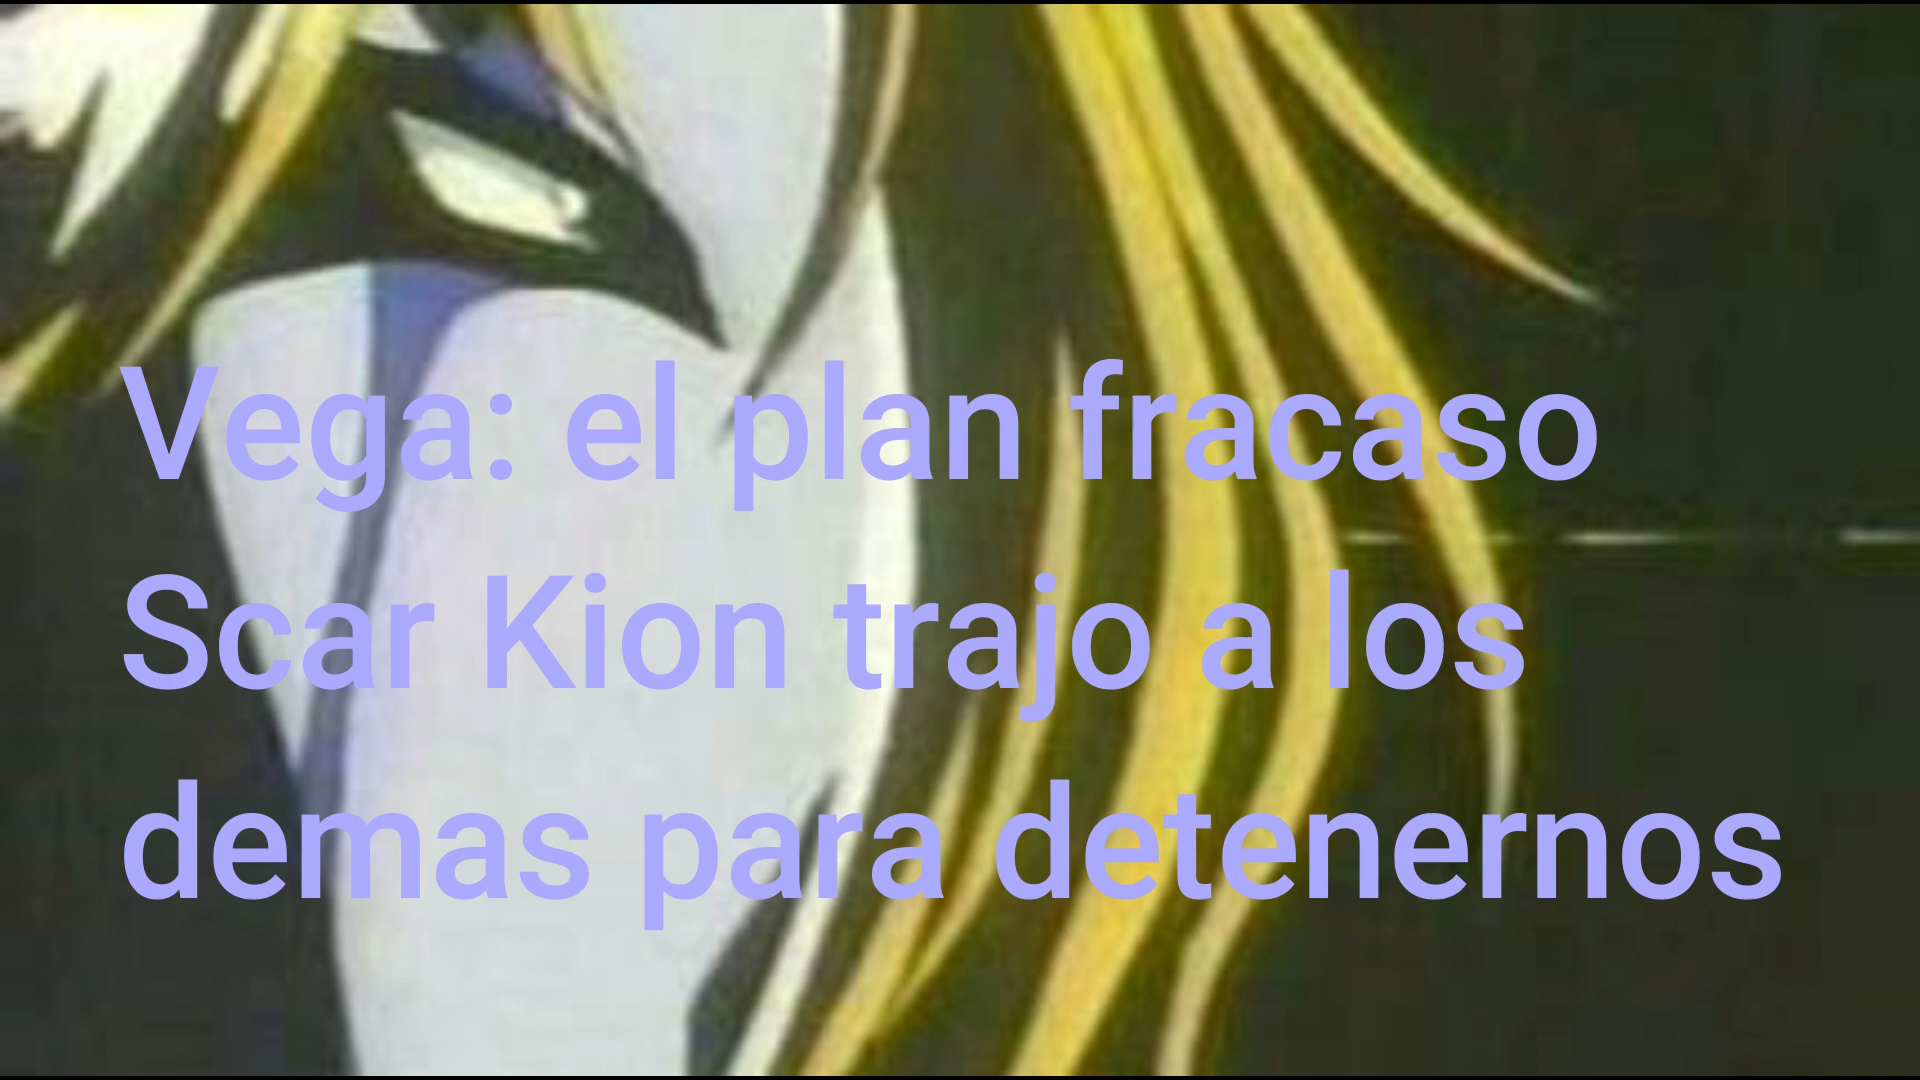 Vega: el plan fracaso
Scar Kion trajo a los
demas para detenernos